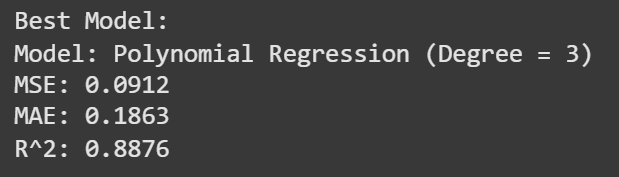 Best Model:
Model: Polynomial Regression (Degree = 3)
MSE: 0.0912
MAE: 0.1863
R^2: 0.8876